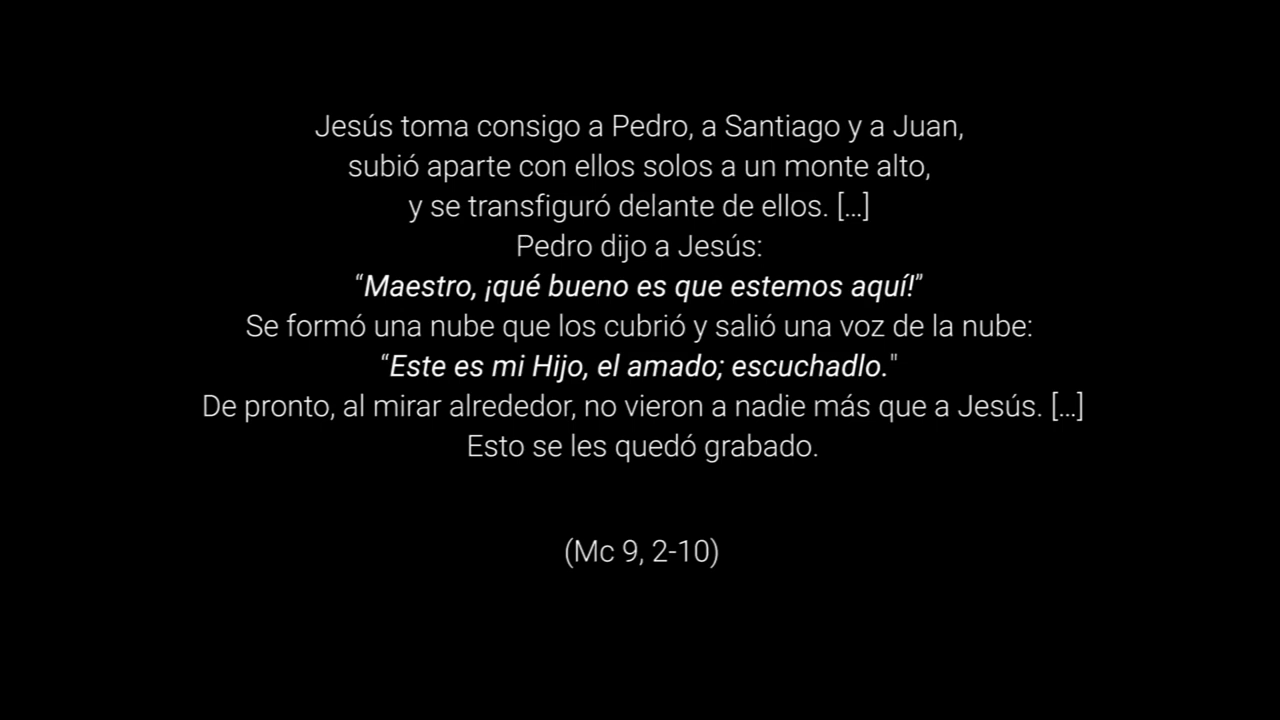 Jesús toma consigo a Pedro, a Santiago y a Juan,
subió aparte con ellos solos a un monte alto,
y se transfiguró delante de ellos. [...]
Pedro dijo a Jesús:
“Maestro, ¡qué bueno es que estemos aquí!”
Se formó una nube que los cubrió y salió una voz de la nube:
“Este es mi Hijo, el amado; escuchadlo."
De pronto, al mirar alrededor, no vieron a nadie más que a Jesús. [...]
Esto se les quedó grabado.
(Mc 9, 2-10)